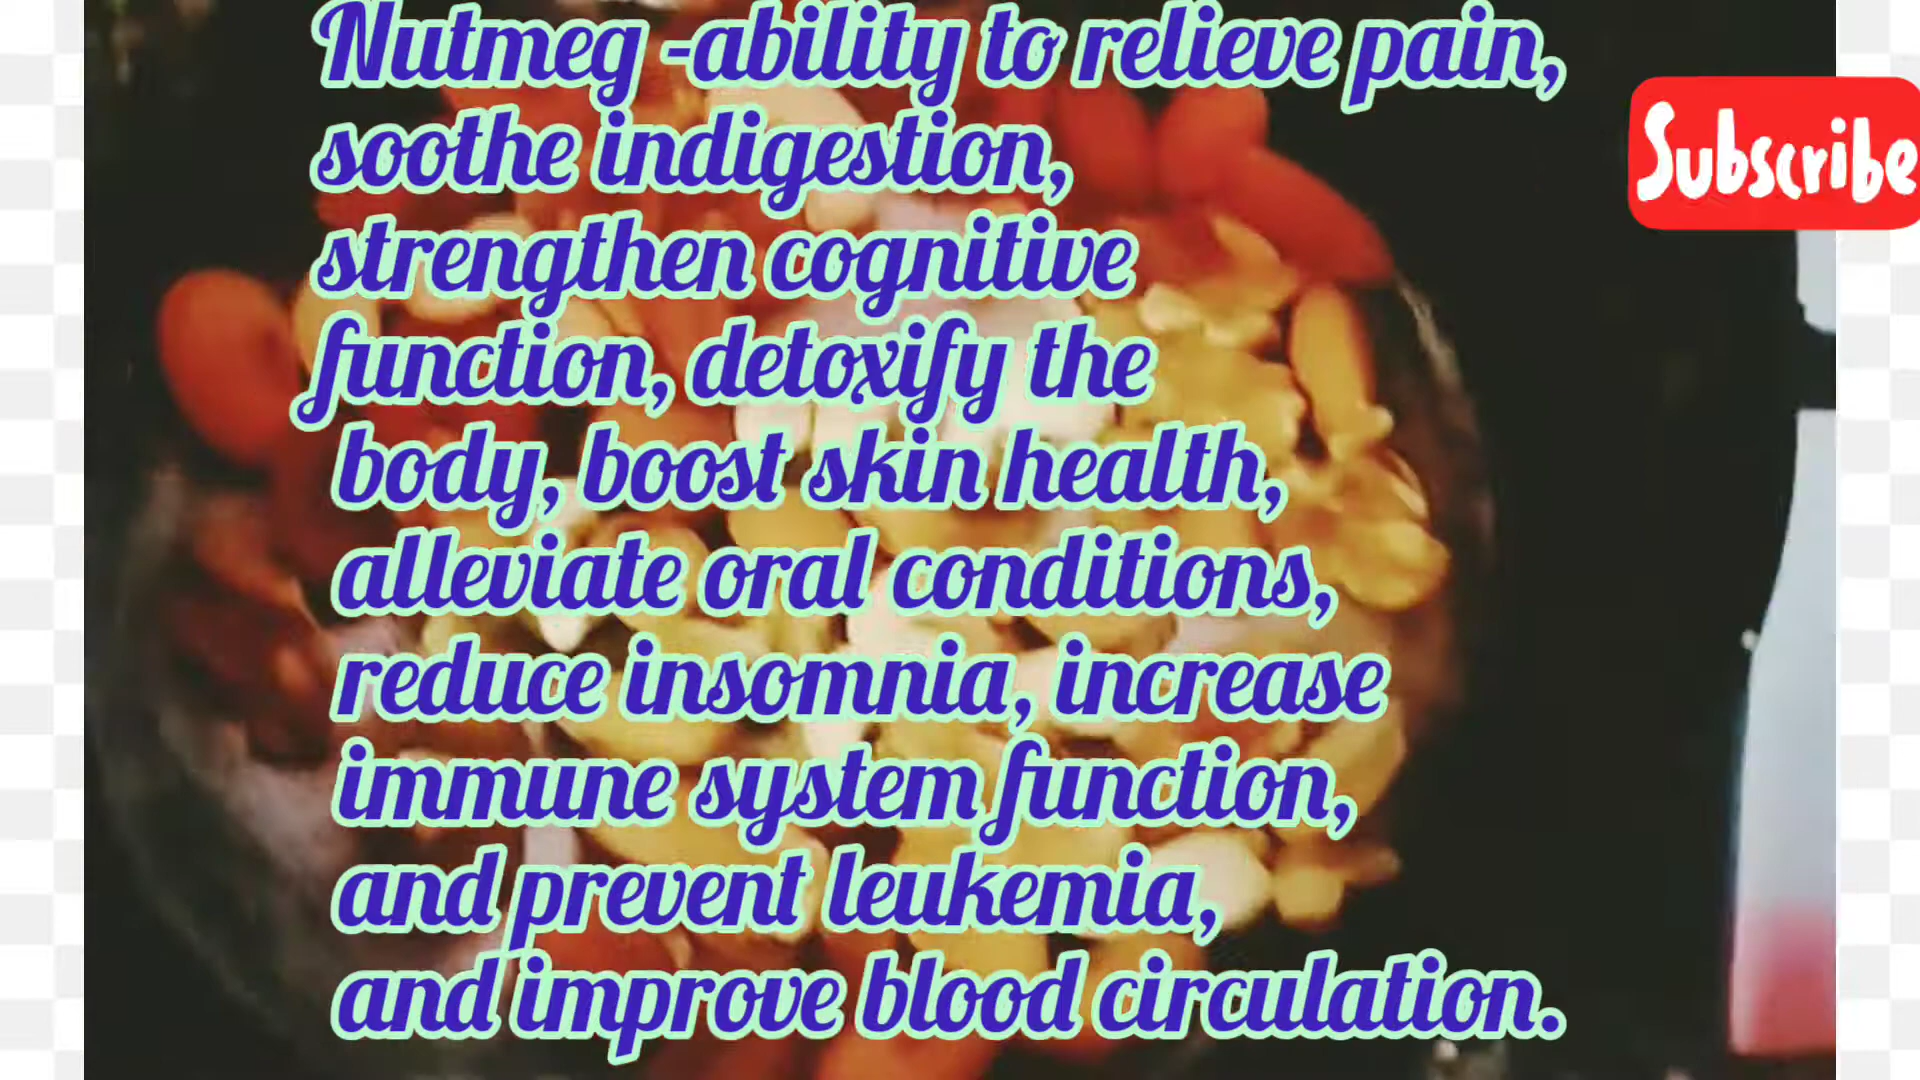 Nutmeg -ability to relieve pain,
Subscribe
soothe indigestion,
strengthen cognitive
function, detoxify the
body, boost skin health,
alleviate oral conditions,
reduce insomnia, increase
immune system function,
and prevent leukemia,
and improve blood circulation.